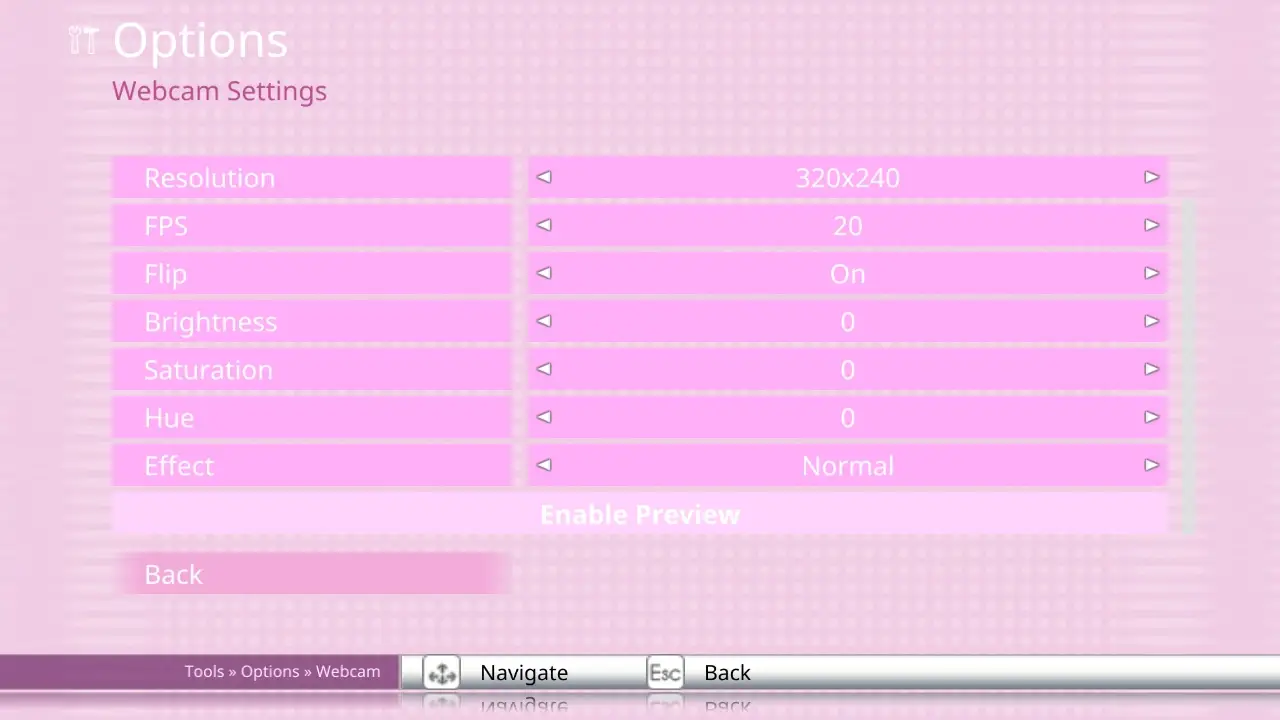 Options
Webcam Settings
Resolution 320x240
FPS 20
Flip On
Brightness 0
Saturation 0
Hue 0
Effect Normal
Enable Preview
Back
Tools » Options » Webcam Navigate Esc Back